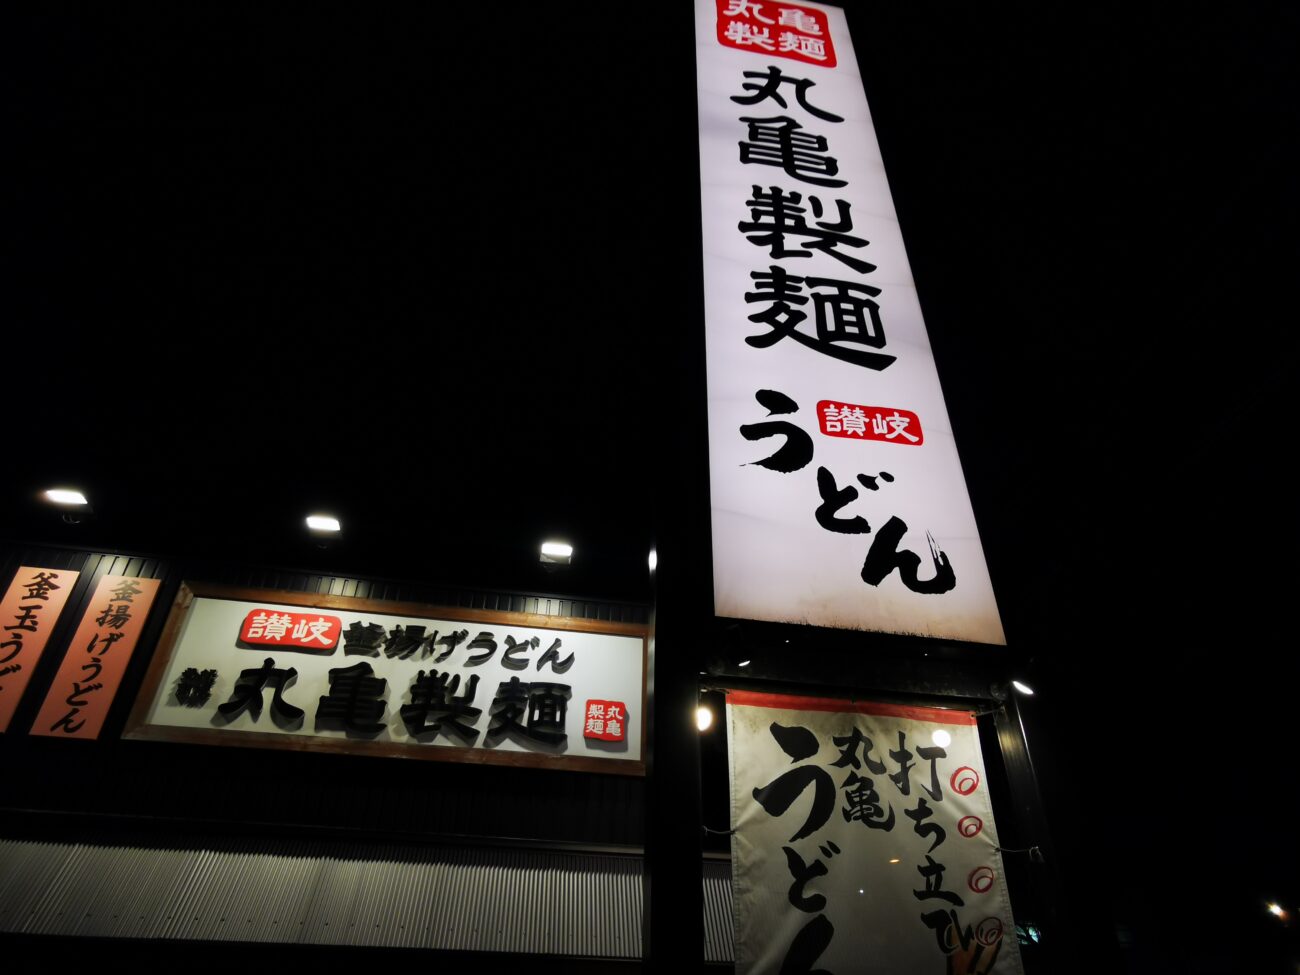 丸亀
製麺
丸亀製麺
讃岐
うどん
釜玉うど
釜揚げうどん
讃岐
釜揚げうどん
丸亀製麺
丸亀
製麺
打ち立て
丸亀
うどん